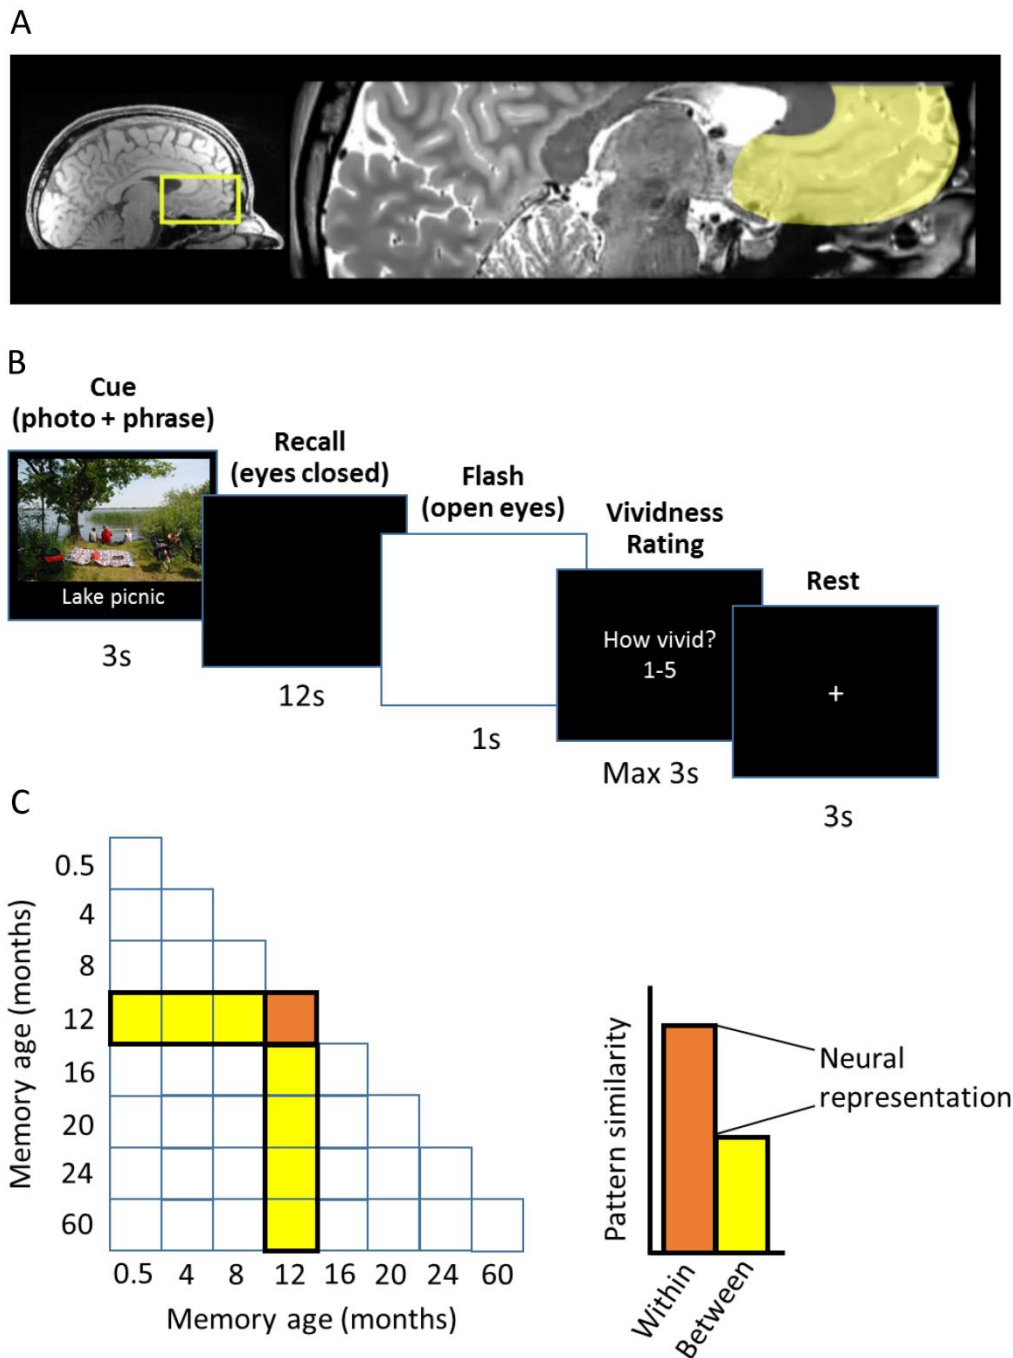 A
B
Cue
(photo + phrase)
Lake picnic
3s
Recall
(eyes closed)
12s
Flash
(open eyes)
1s
Vividness
Rating
How vivid?
1-5
Max 3s
Rest
+
3s
C
Memory age (months)
0.5
4
8
12
16
20
24
60
0.5 4 8 12 16 20 24 60
Memory age (months)
Pattern similarity
Within
Between
Neural
representation